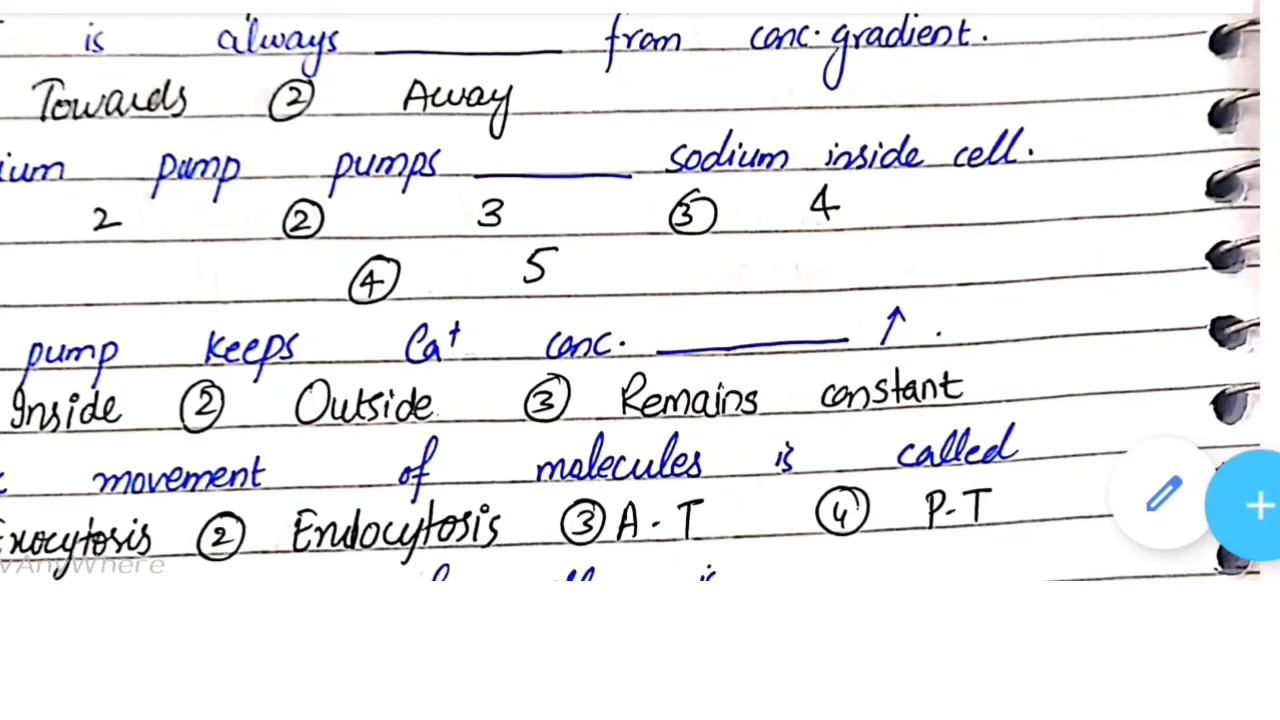 is always ________ from conc. gradient.
Towards ② Away
ium pump pumps ________ sodium inside cell.
2 ② 3 ③ 4
④ 5
pump keeps Ca⁺ conc. ________ ↑.
Inside ② Outside ③ Remains constant
movement of molecules is called
Exocytosis ② Endocytosis ③ A-T ④ P-T
is